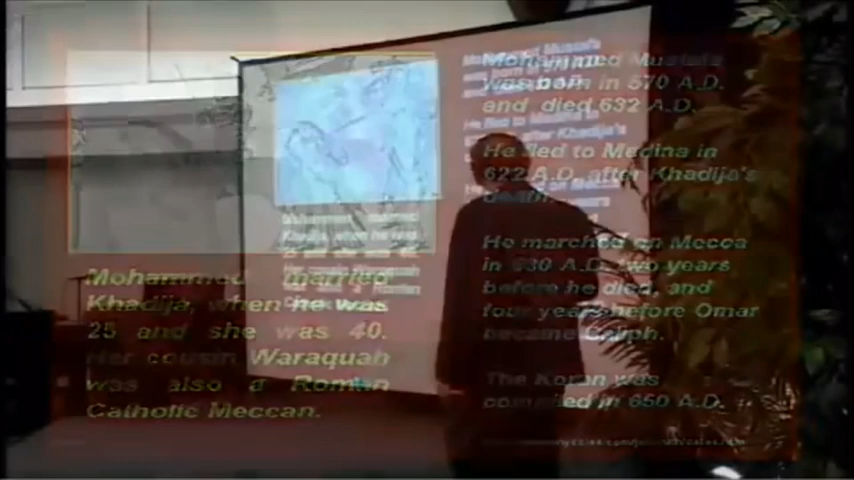 Mohammed married
Khadija, when he was
25 and she was 40.
Her cousin Waraquah
was also a Roman
Catholic Meccan.
Mohammed Mustafa
was born in 570 A.D.
and died 632 A.D.
He fled to Medina in
622 A.D. after Khadija's
death.
He marched on Mecca
in 630 A.D. two years
before he died, and
four years before Omar
became Caliph.
The Koran was
compiled in 650 A.D.